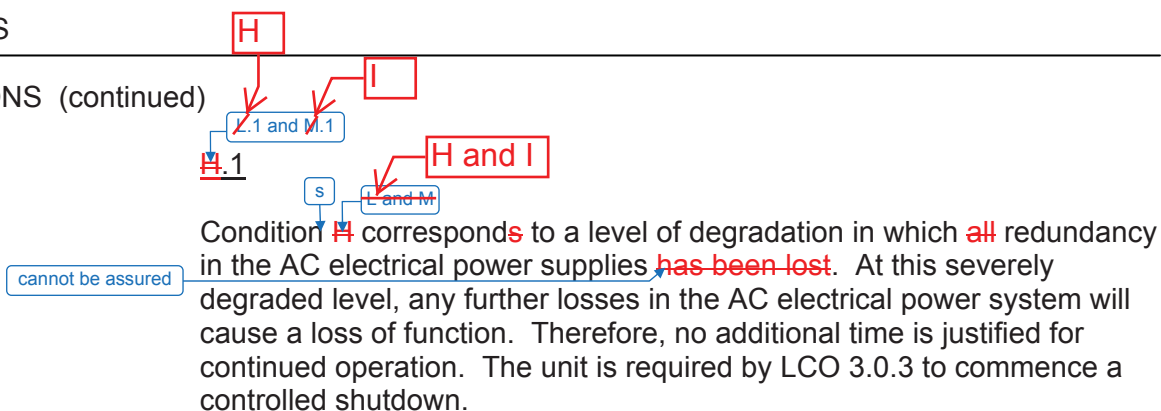 S
H
I
ONS (continued)
L.1 and M.1
H.1
H and I
s
L and M
Condition H corresponds to a level of degradation in which all redundancy
cannot be assured
in the AC electrical power supplies has been lost. At this severely
degraded level, any further losses in the AC electrical power system will
cause a loss of function. Therefore, no additional time is justified for
continued operation. The unit is required by LCO 3.0.3 to commence a
controlled shutdown.